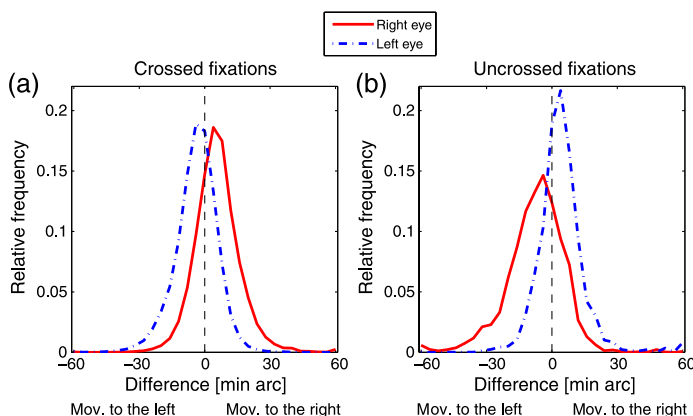 Right eye
Left eye
(a) Crossed fixations
(b) Uncrossed fixations
Relative frequency
0.2
0.15
0.1
0.05
0
−60 −30 0 30 60
Difference [min arc]
Mov. to the left Mov. to the right
Relative frequency
0.2
0.15
0.1
0.05
0
−60 −30 0 30 60
Difference [min arc]
Mov. to the left Mov. to the right